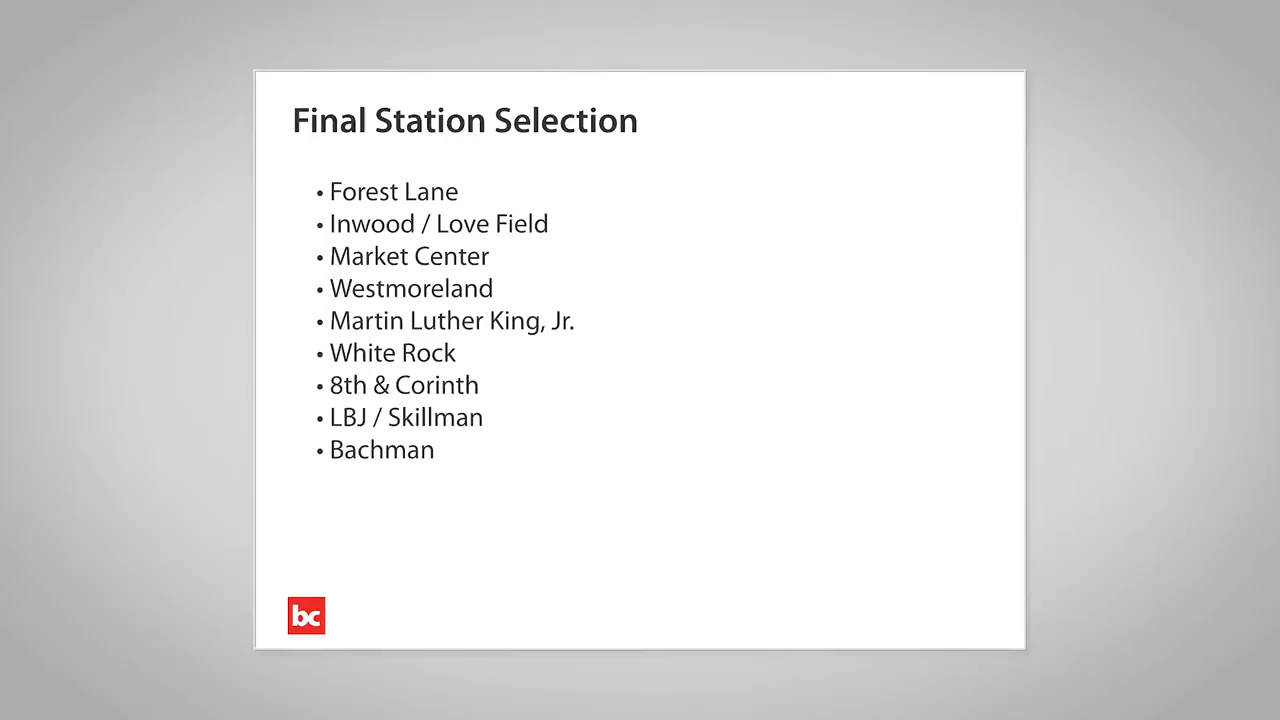 Final Station Selection
• Forest Lane
• Inwood / Love Field
• Market Center
• Westmoreland
• Martin Luther King, Jr.
• White Rock
• 8th & Corinth
• LBJ / Skillman
• Bachman
bc